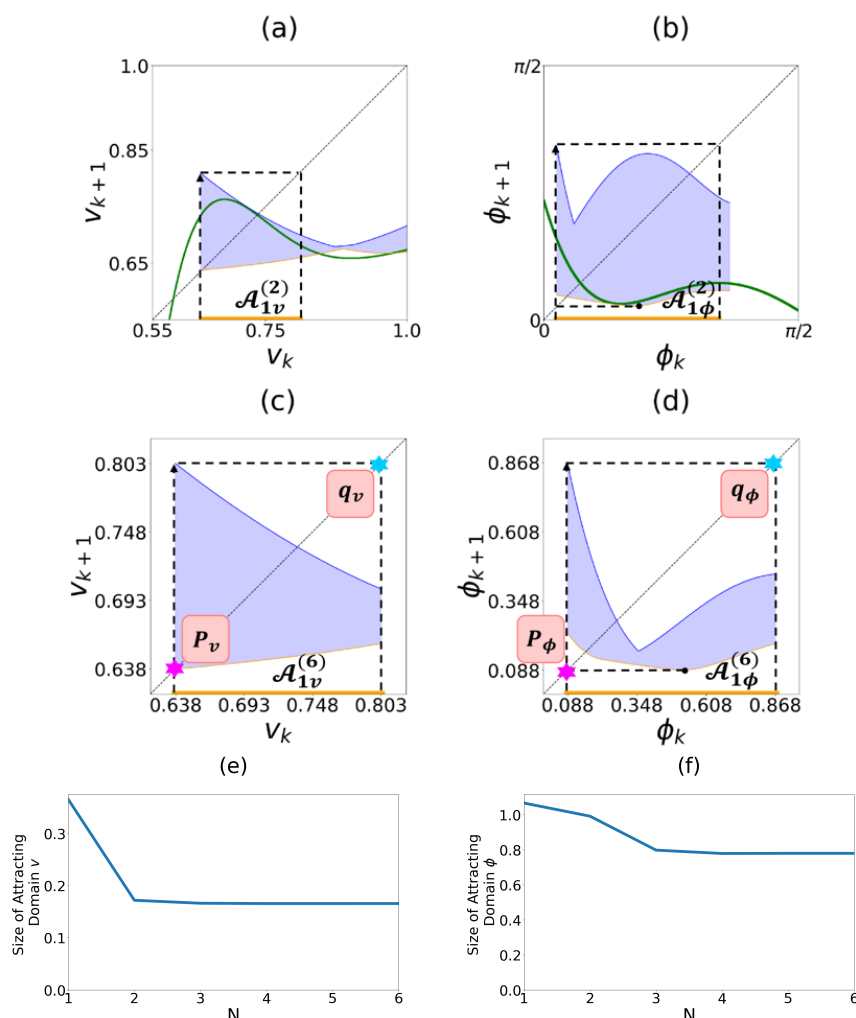 (a)
1.0
0.85
0.65
v_{k+1}
𝓐_{1v}^{(2)}
0.55 0.75 1.0
v_k
(b)
π/2
0
ϕ_{k+1}
𝓐_{1ϕ}^{(2)}
0 π/2
ϕ_k
(c)
0.803
0.748
0.693
0.638
v_{k+1}
q_v
P_v
𝓐_{1v}^{(6)}
0.638 0.693 0.748 0.803
v_k
(d)
0.868
0.608
0.348
0.088
ϕ_{k+1}
q_ϕ
P_ϕ
𝓐_{1ϕ}^{(6)}
0.088 0.348 0.608 0.868
ϕ_k
(e)
0.3
0.2
0.1
0.0
Size of Attracting
Domain v
1 2 3 4 5 6
N
(f)
1.0
0.8
0.6
0.4
0.2
0.0
Size of Attracting
Domain ϕ
1 2 3 4 5 6
N